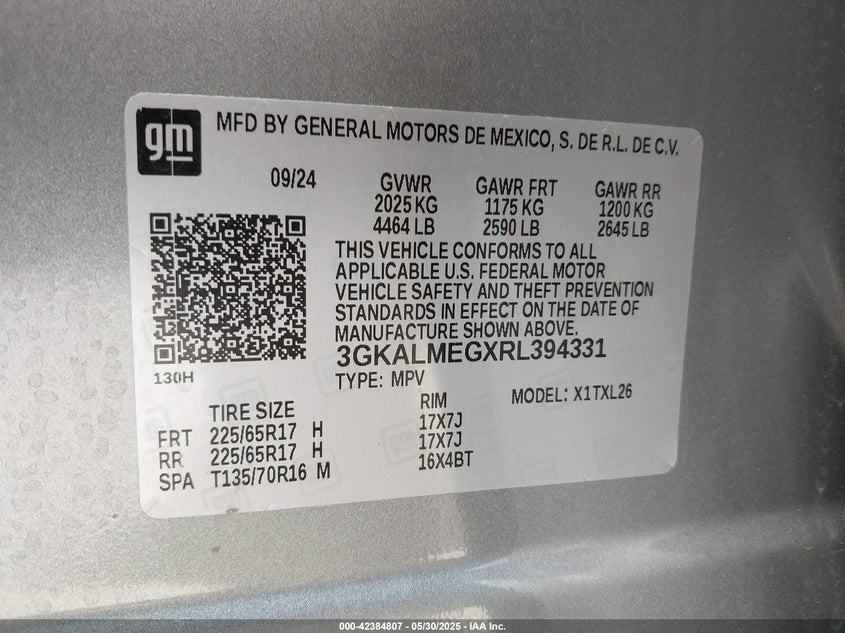 gm
MFD BY GENERAL MOTORS DE MEXICO, S. DE R.L. DE C.V.
09/24
GVWR GAWR FRT GAWR RR
2025 KG 1175 KG 1200 KG
4464 LB 2590 LB 2645 LB
THIS VEHICLE CONFORMS TO ALL
APPLICABLE U.S. FEDERAL MOTOR
VEHICLE SAFETY AND THEFT PREVENTION
STANDARDS IN EFFECT ON THE DATE OF
MANUFACTURE SHOWN ABOVE.
3GKALMEGXRL394331
130H
TYPE: MPV MODEL: X1TXL26
TIRE SIZE RIM
FRT 225/65R17 H 17X7J
RR 225/65R17 H 17X7J
SPA T135/70R16 M 16X4BT
000-42384807 - 05/30/2025 - IAA Inc.